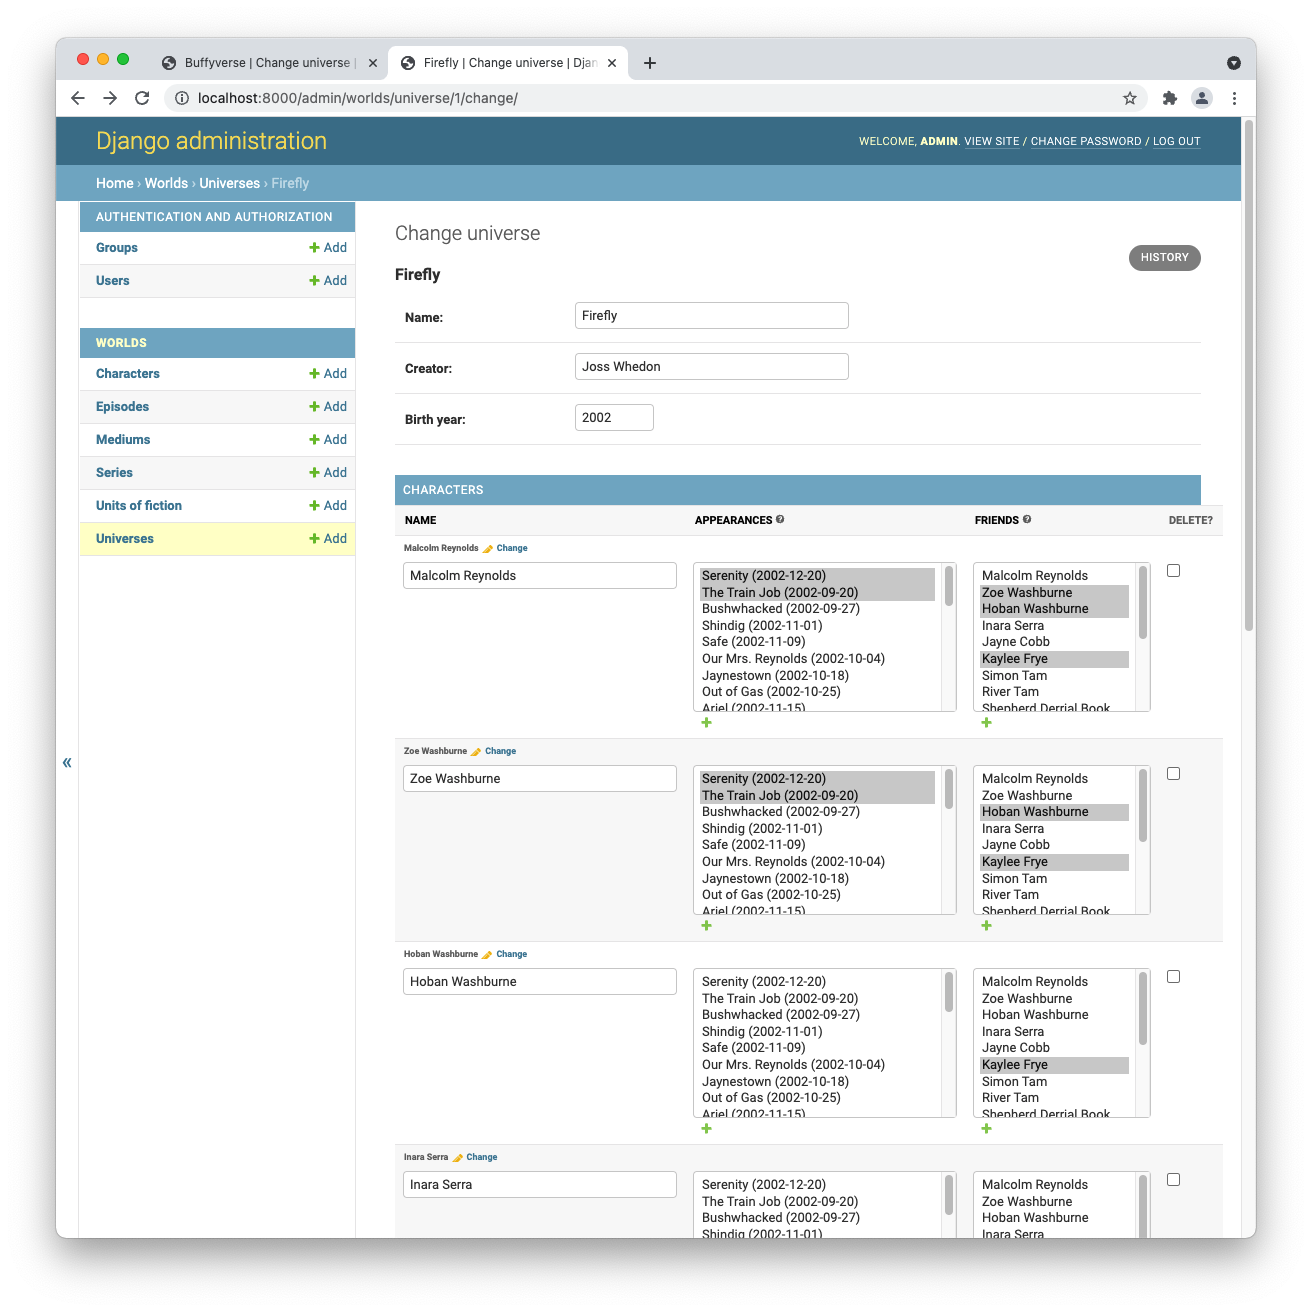 Buffyverse | Change universe |
Firefly | Change universe | Djan
localhost:8000/admin/worlds/universe/1/change/
Django administration
WELCOME, ADMIN. VIEW SITE / CHANGE PASSWORD / LOG OUT
Home › Worlds › Universes › Firefly
AUTHENTICATION AND AUTHORIZATION
Groups + Add
Users + Add
WORLDS
Characters + Add
Episodes + Add
Mediums + Add
Series + Add
Units of fiction + Add
Universes + Add
«
Change universe
HISTORY
Firefly
Name: Firefly
Creator: Joss Whedon
Birth year: 2002
CHARACTERS
NAME APPEARANCES ? FRIENDS ? DELETE?
Malcolm Reynolds Change
Malcolm Reynolds
Serenity (2002-12-20)
The Train Job (2002-09-20)
Bushwhacked (2002-09-27)
Shindig (2002-11-01)
Safe (2002-11-09)
Our Mrs. Reynolds (2002-10-04)
Jaynestown (2002-10-18)
Out of Gas (2002-10-25)
Ariel (2002-11-15)
Malcolm Reynolds
Zoe Washburne
Hoban Washburne
Inara Serra
Jayne Cobb
Kaylee Frye
Simon Tam
River Tam
Shepherd Derrial Book
Zoe Washburne Change
Zoe Washburne
Serenity (2002-12-20)
The Train Job (2002-09-20)
Bushwhacked (2002-09-27)
Shindig (2002-11-01)
Safe (2002-11-09)
Our Mrs. Reynolds (2002-10-04)
Jaynestown (2002-10-18)
Out of Gas (2002-10-25)
Ariel (2002-11-15)
Malcolm Reynolds
Zoe Washburne
Hoban Washburne
Inara Serra
Jayne Cobb
Kaylee Frye
Simon Tam
River Tam
Shepherd Derrial Book
Hoban Washburne Change
Hoban Washburne
Serenity (2002-12-20)
The Train Job (2002-09-20)
Bushwhacked (2002-09-27)
Shindig (2002-11-01)
Safe (2002-11-09)
Our Mrs. Reynolds (2002-10-04)
Jaynestown (2002-10-18)
Out of Gas (2002-10-25)
Ariel (2002-11-15)
Malcolm Reynolds
Zoe Washburne
Hoban Washburne
Inara Serra
Jayne Cobb
Kaylee Frye
Simon Tam
River Tam
Shepherd Derrial Book
Inara Serra Change
Inara Serra
Serenity (2002-12-20)
The Train Job (2002-09-20)
Bushwhacked (2002-09-27)
Shindig (2002-11-01)
Malcolm Reynolds
Zoe Washburne
Hoban Washburne
Inara Serra